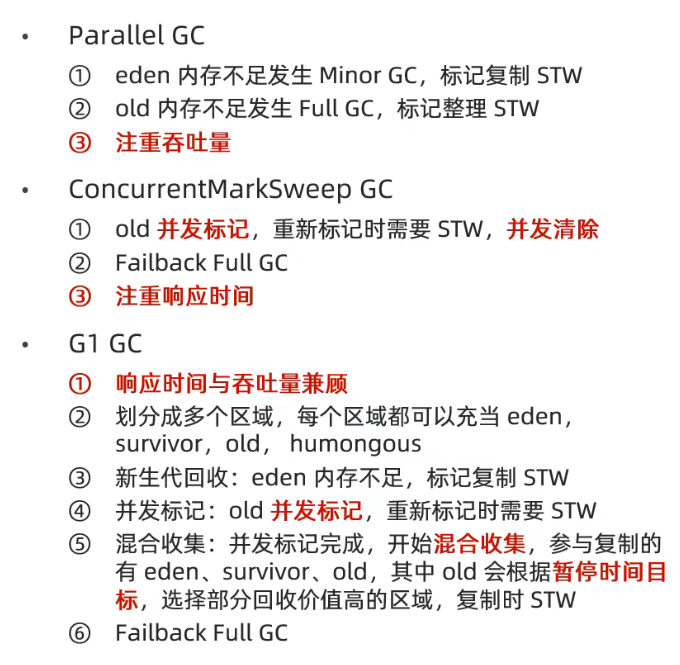 • Parallel GC
① eden 内存不足发生 Minor GC，标记复制 STW
② old 内存不足发生 Full GC，标记整理 STW
③ 注重吞吐量
• ConcurrentMarkSweep GC
① old 并发标记，重新标记时需要 STW，并发清除
② Failback Full GC
③ 注重响应时间
• G1 GC
① 响应时间与吞吐量兼顾
② 划分成多个区域，每个区域都可以充当 eden，
survivor，old， humongous
③ 新生代回收：eden 内存不足，标记复制 STW
④ 并发标记：old 并发标记，重新标记时需要 STW
⑤ 混合收集：并发标记完成，开始混合收集，参与复制的
有 eden、survivor、old，其中 old 会根据暂停时间目
标，选择部分回收价值高的区域，复制时 STW
⑥ Failback Full GC